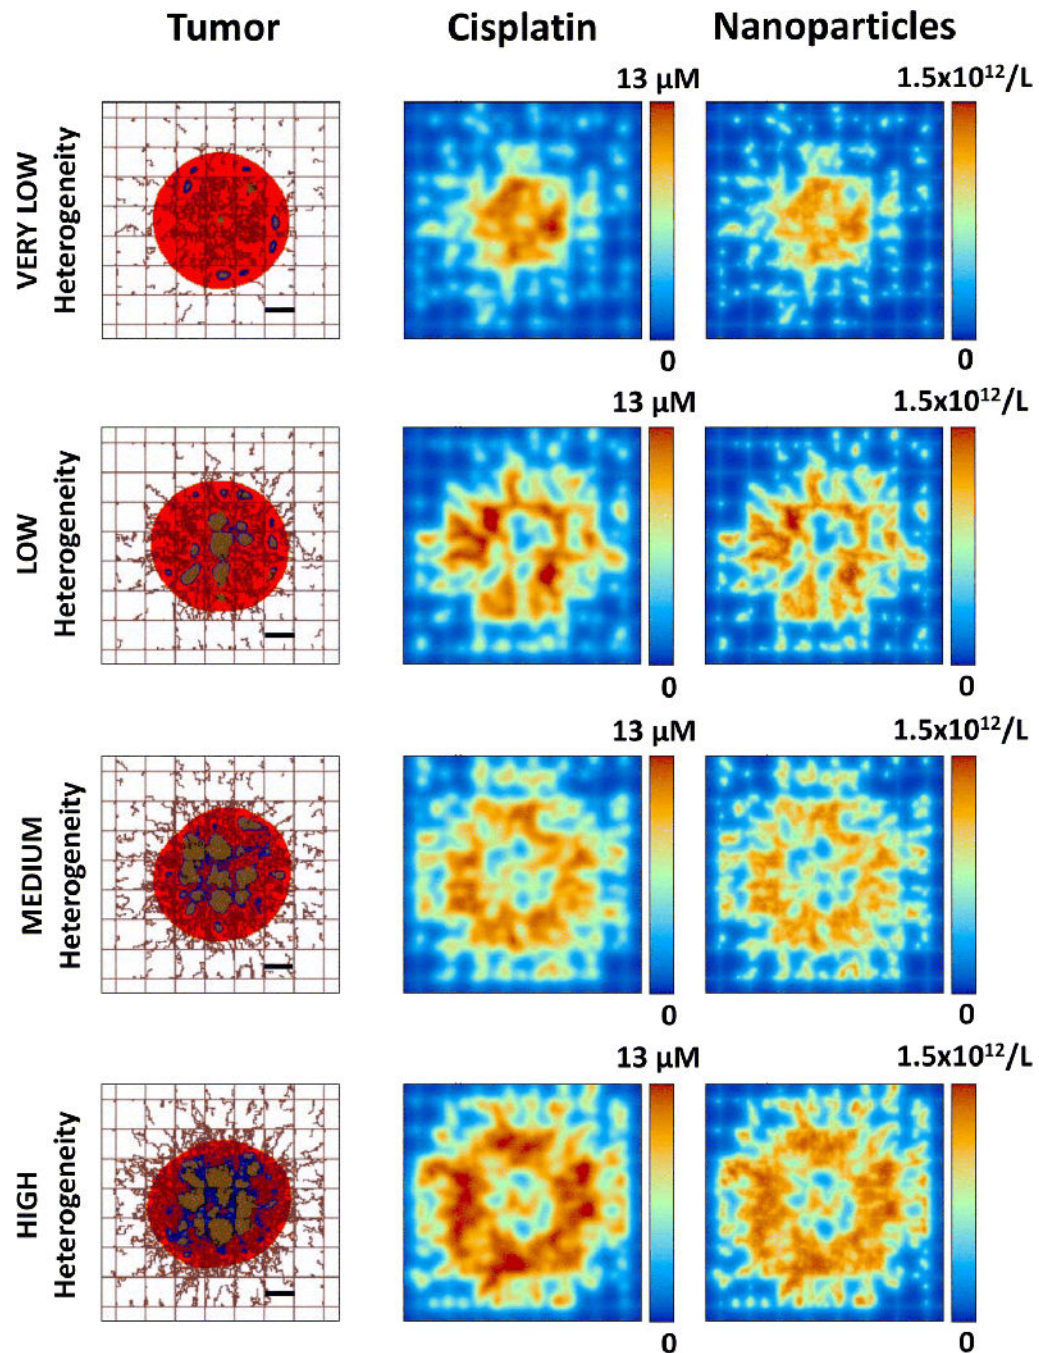 Tumor Cisplatin Nanoparticles
VERY LOW
Heterogeneity
13 μM
0
1.5x10¹²/L
0
LOW
Heterogeneity
13 μM
0
1.5x10¹²/L
0
MEDIUM
Heterogeneity
13 μM
0
1.5x10¹²/L
0
HIGH
Heterogeneity
13 μM
0
1.5x10¹²/L
0